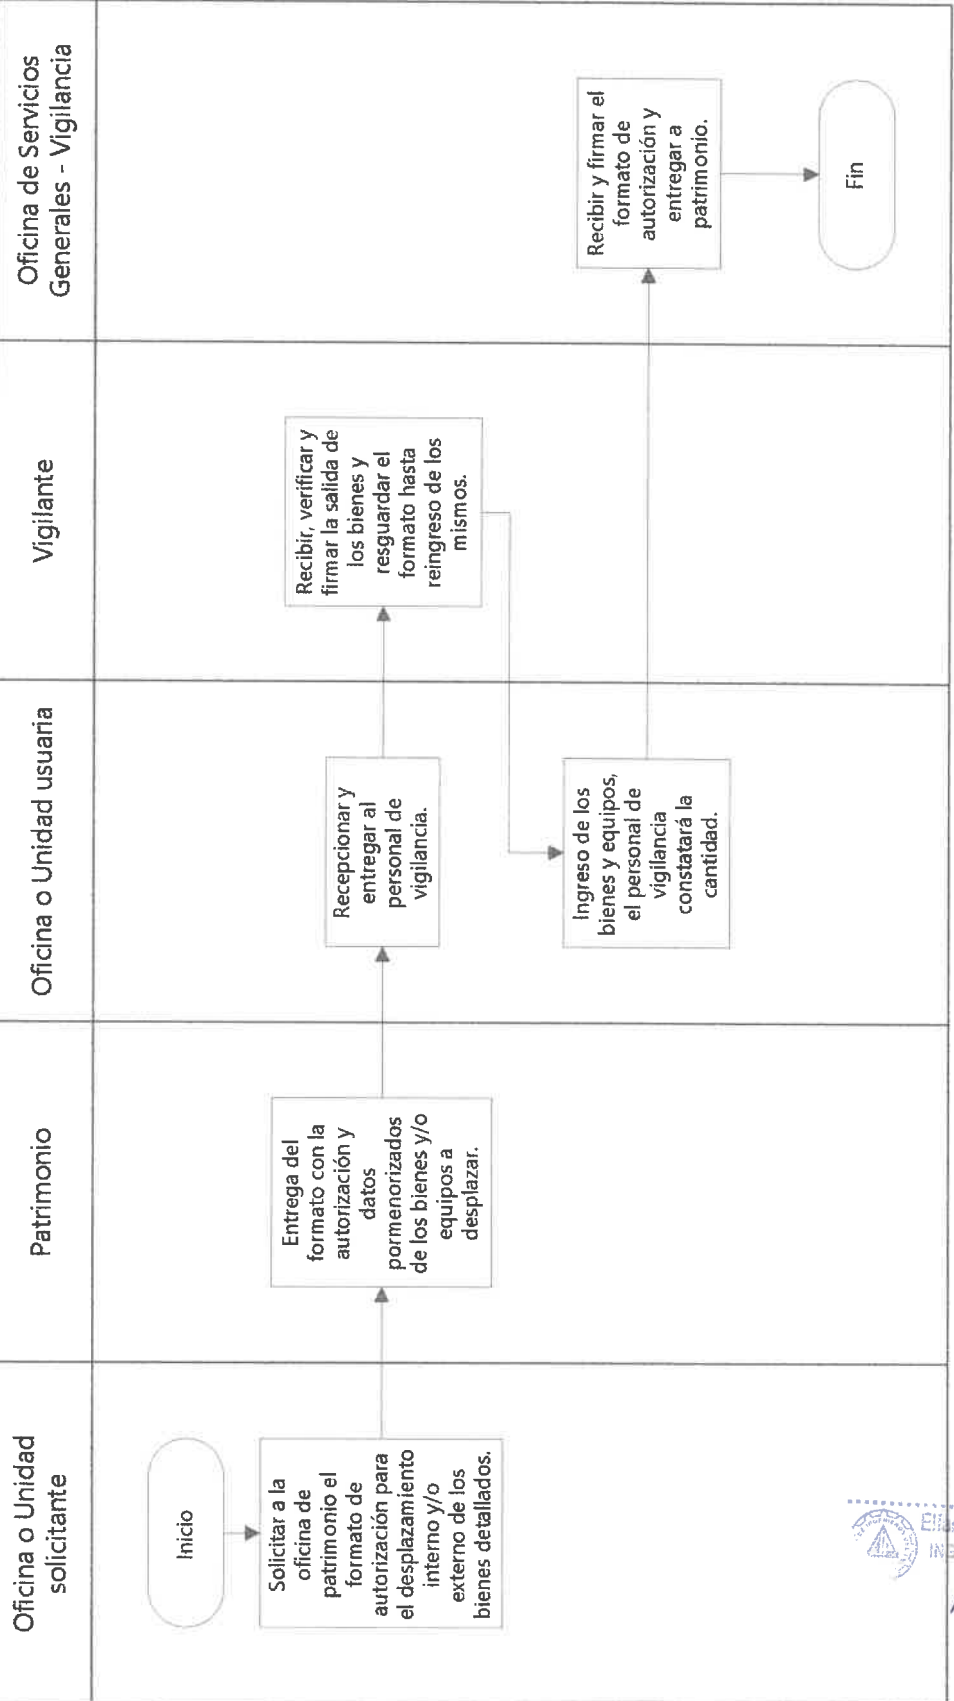 Oficina o Unidad
solicitante
Patrimonio
Oficina o Unidad usuaria
Vigilante
Oficina de Servicios
Generales - Vigilancia
Inicio
Solicitar a la
oficina de
patrimonio el
formato de
autorización para
el desplazamiento
interno y/o
externo de los
bienes detallados.
Entrega del
formato con la
autorización y
datos
pormenorizados
de los bienes y/o
equipos a
desplazar.
Recepcionar y
entregar al
personal de
vigilancia.
Recibir, verificar y
firmar la salida de
los bienes y
resguardar el
formato hasta
reingreso de los
mismos.
Ingreso de los
bienes y equipos,
el personal de
vigilancia
constatará la
cantidad.
Recibir y firmar el
formato de
autorización y
entregar a
patrimonio.
Fin